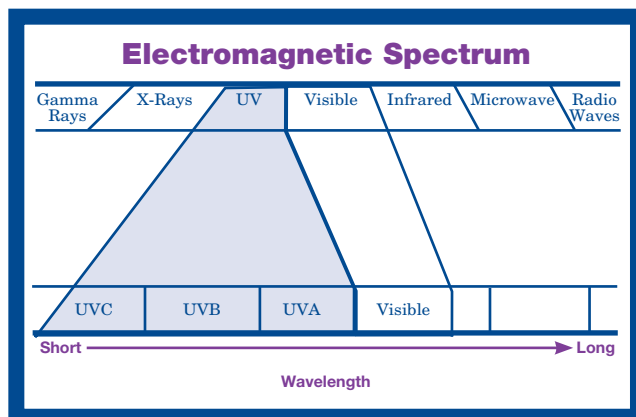 Electromagnetic Spectrum
Gamma Rays
X-Rays
UV
Visible
Infrared
Microwave
Radio Waves
UVC
UVB
UVA
Visible
Short
Long
Wavelength